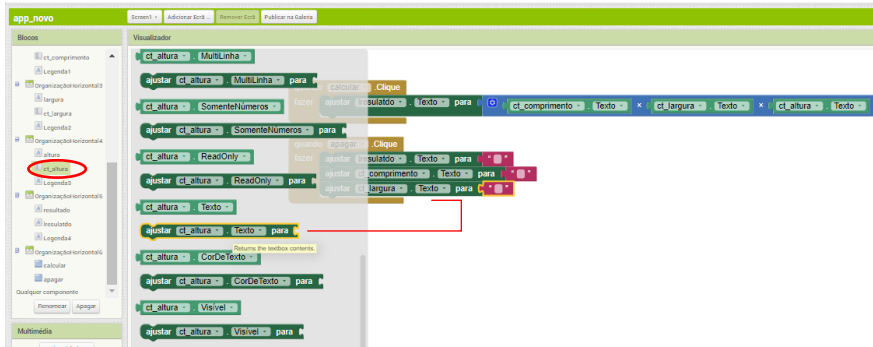 app_novo
Screen1
Adicionar Ecrã ...
Remover Ecrã
Publicar na Galeria
Blocos
ct_comprimento
Legenda1
OrganizaçãoHorizontal3
largura
ct_largura
Legenda2
OrganizaçãoHorizontal4
altura
ct_altura
Legenda3
OrganizaçãoHorizontal5
resultado
lresulatdo
Legenda4
OrganizaçãoHorizontal6
calcular
apagar
Qualquer componente
Renomear Apagar
Multimédia
Visualizador
ct_altura . MultiLinha
ajustar ct_altura . MultiLinha para
ct_altura . SomenteNúmeros
ajustar ct_altura . SomenteNúmeros para
ct_altura . ReadOnly
ajustar ct_altura . ReadOnly para
ct_altura . Texto
ajustar ct_altura . Texto para
Returns the textbox contents.
ct_altura . CorDeTexto
ajustar ct_altura . CorDeTexto para
ct_altura . Visível
ajustar ct_altura . Visível para
calcular .Clique
fazer ajustar lresulatdo . Texto para ct_comprimento . Texto × ct_largura . Texto × ct_altura . Texto
quando apagar .Clique
fazer ajustar lresulatdo . Texto para " "
ajustar ct_comprimento . Texto para " "
ajustar ct_largura . Texto para " "